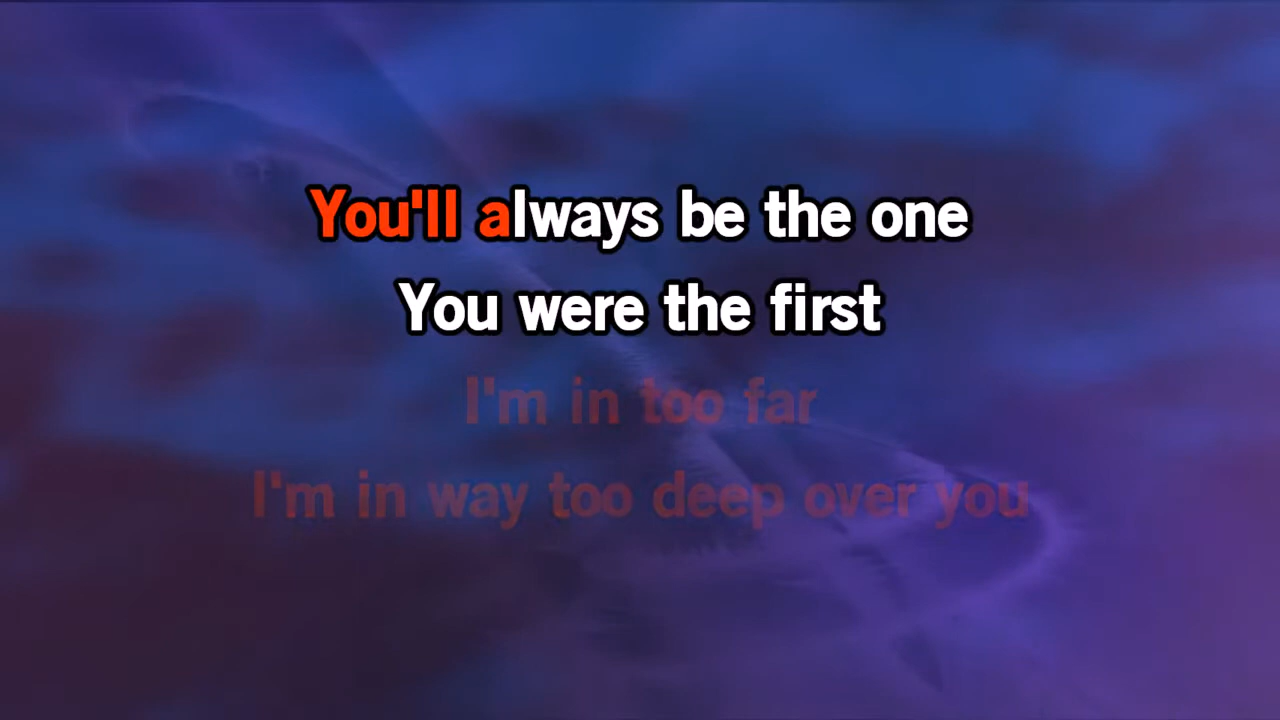 You'll always be the one
You were the first
I'm in too far
I'm in way too deep over you